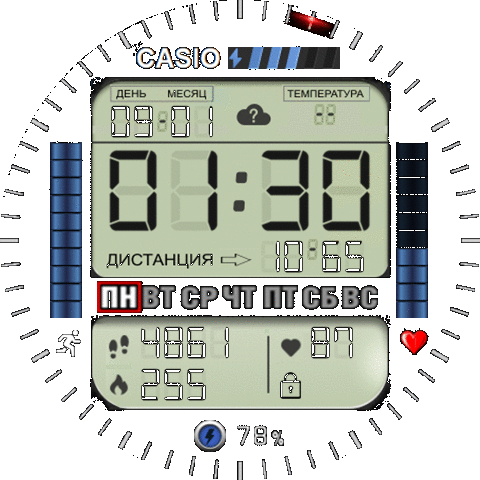 CASIO
ДЕНЬ МЕСЯЦ ТЕМПЕРАТУРА
09-01 ? --
01:30
ДИСТАНЦИЯ 10-65
ПН ВТ СР ЧТ ПТ СБ ВС
4861 87
255
78%